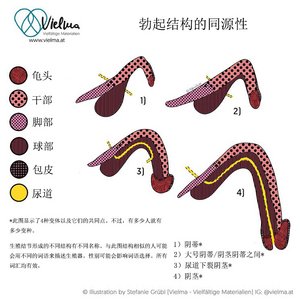 Vielma
Vielfältige Materialien
www.vielma.at
勃起结构的同源性
龟头
干部
脚部
球部
包皮
尿道
1)
2)
3)
4)
*此图显示了4种变体以及它们的共同点。不过，有多少人就有
多少变种。
生殖结节形成的不同结构有不同名称。与此图结构相似的人可能
会用不同的词语来描述生殖器。性别可能会影响词语选择。所有
词汇均有效。
1）阴蒂*
2）大号阴蒂/阴茎阴蒂之间*
3）尿道下裂阴茎*
4）阴茎*
© Illustration by Stefanie Grübl | Vielma - Vielfältige Materialien | IG: @vielma.at